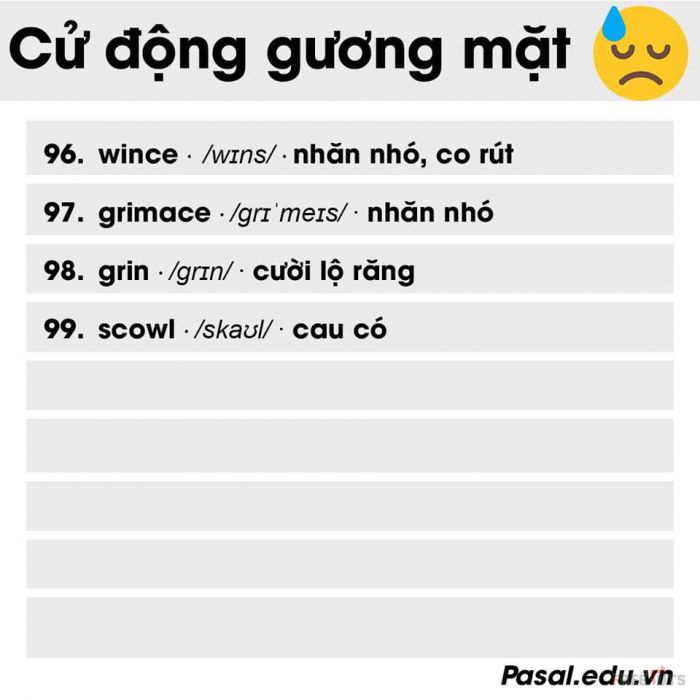 Cử động gương mặt
96. wince · /wɪns/ · nhăn nhó, co rút
97. grimace · /grɪˈmeɪs/ · nhăn nhó
98. grin · /grɪn/ · cười lộ răng
99. scowl · /skaʊl/ · cau có
Pasal.edu.vn